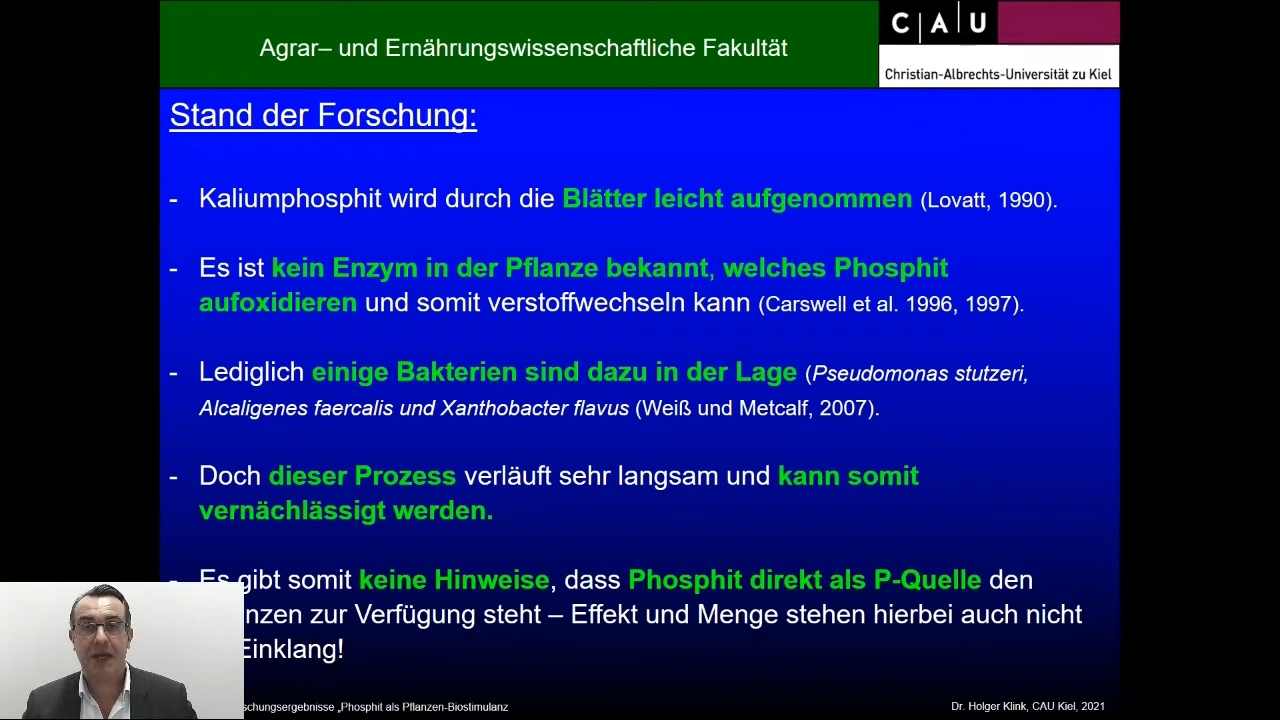 Agrar– und Ernährungswissenschaftliche Fakultät
C|A|U
Christian-Albrechts-Universität zu Kiel
Stand der Forschung:
- Kaliumphosphit wird durch die Blätter leicht aufgenommen (Lovatt, 1990).
- Es ist kein Enzym in der Pflanze bekannt, welches Phosphit
aufoxidieren und somit verstoffwechseln kann (Carswell et al. 1996, 1997).
- Lediglich einige Bakterien sind dazu in der Lage (Pseudomonas stutzeri,
Alcaligenes faercalis und Xanthobacter flavus (Weiß und Metcalf, 2007).
- Doch dieser Prozess verläuft sehr langsam und kann somit
vernächlässigt werden.
- Es gibt somit keine Hinweise, dass Phosphit direkt als P-Quelle den
nzen zur Verfügung steht – Effekt und Menge stehen hierbei auch nicht
Einklang!
schungsergebnisse „Phosphit als Pflanzen-Biostimulanz
Dr. Holger Klink, CAU Kiel, 2021